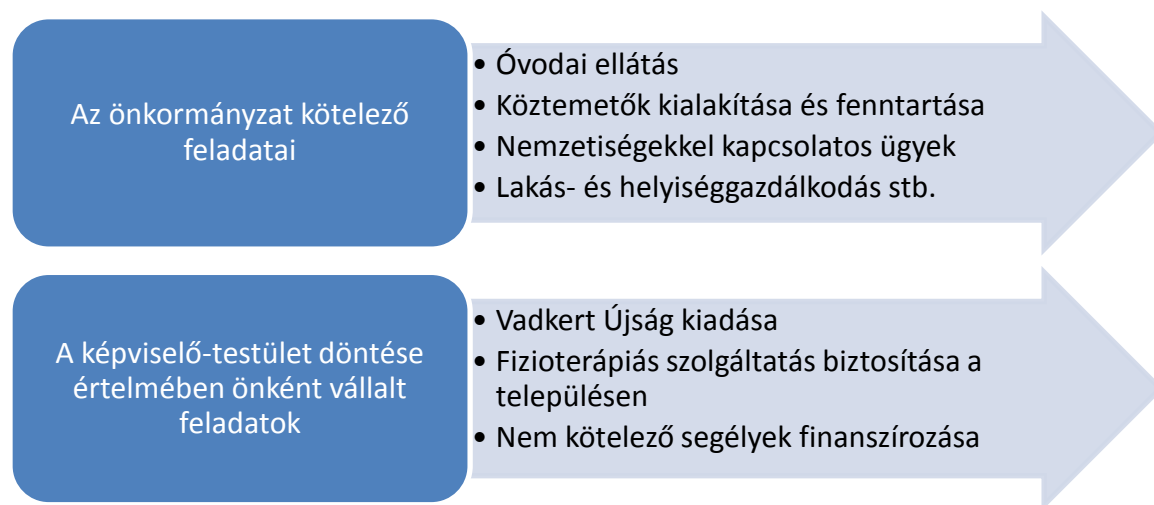 Az önkormányzat kötelező
feladatai
• Óvodai ellátás
• Köztemetők kialakítása és fenntartása
• Nemzetiségekkel kapcsolatos ügyek
• Lakás- és helyiséggazdálkodás stb.
A képviselő-testület döntése
értelmében önként vállalt
feladatok
• Vadkert Újság kiadása
• Fizioterápiás szolgáltatás biztosítása a
településen
• Nem kötelező segélyek finanszírozása